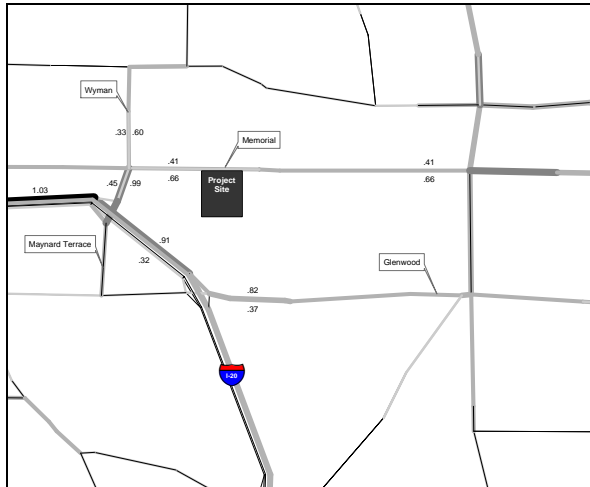 Wyman
.33 .60
Memorial
.41
.41
.66
Project
Site
.66
.45 .99
1.03
Maynard Terrace
.91
.32
Glenwood
.82
.37
I-20